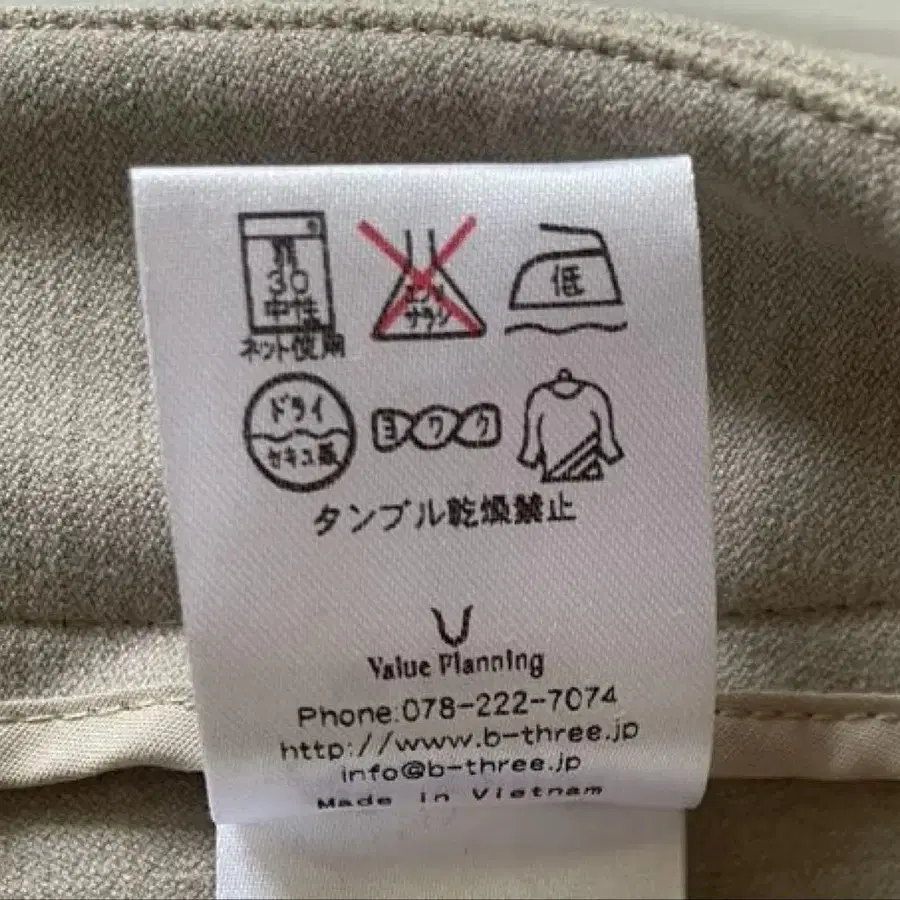 弱
30
中性
ネット使用
エンソ
サラシ
低
ドライ
セキユ系
ヨワク
タンブル乾燥禁止
Value Planning
Phone:078-222-7074
http://www.b-three.jp
info@b-three.jp
Made in Vietnam